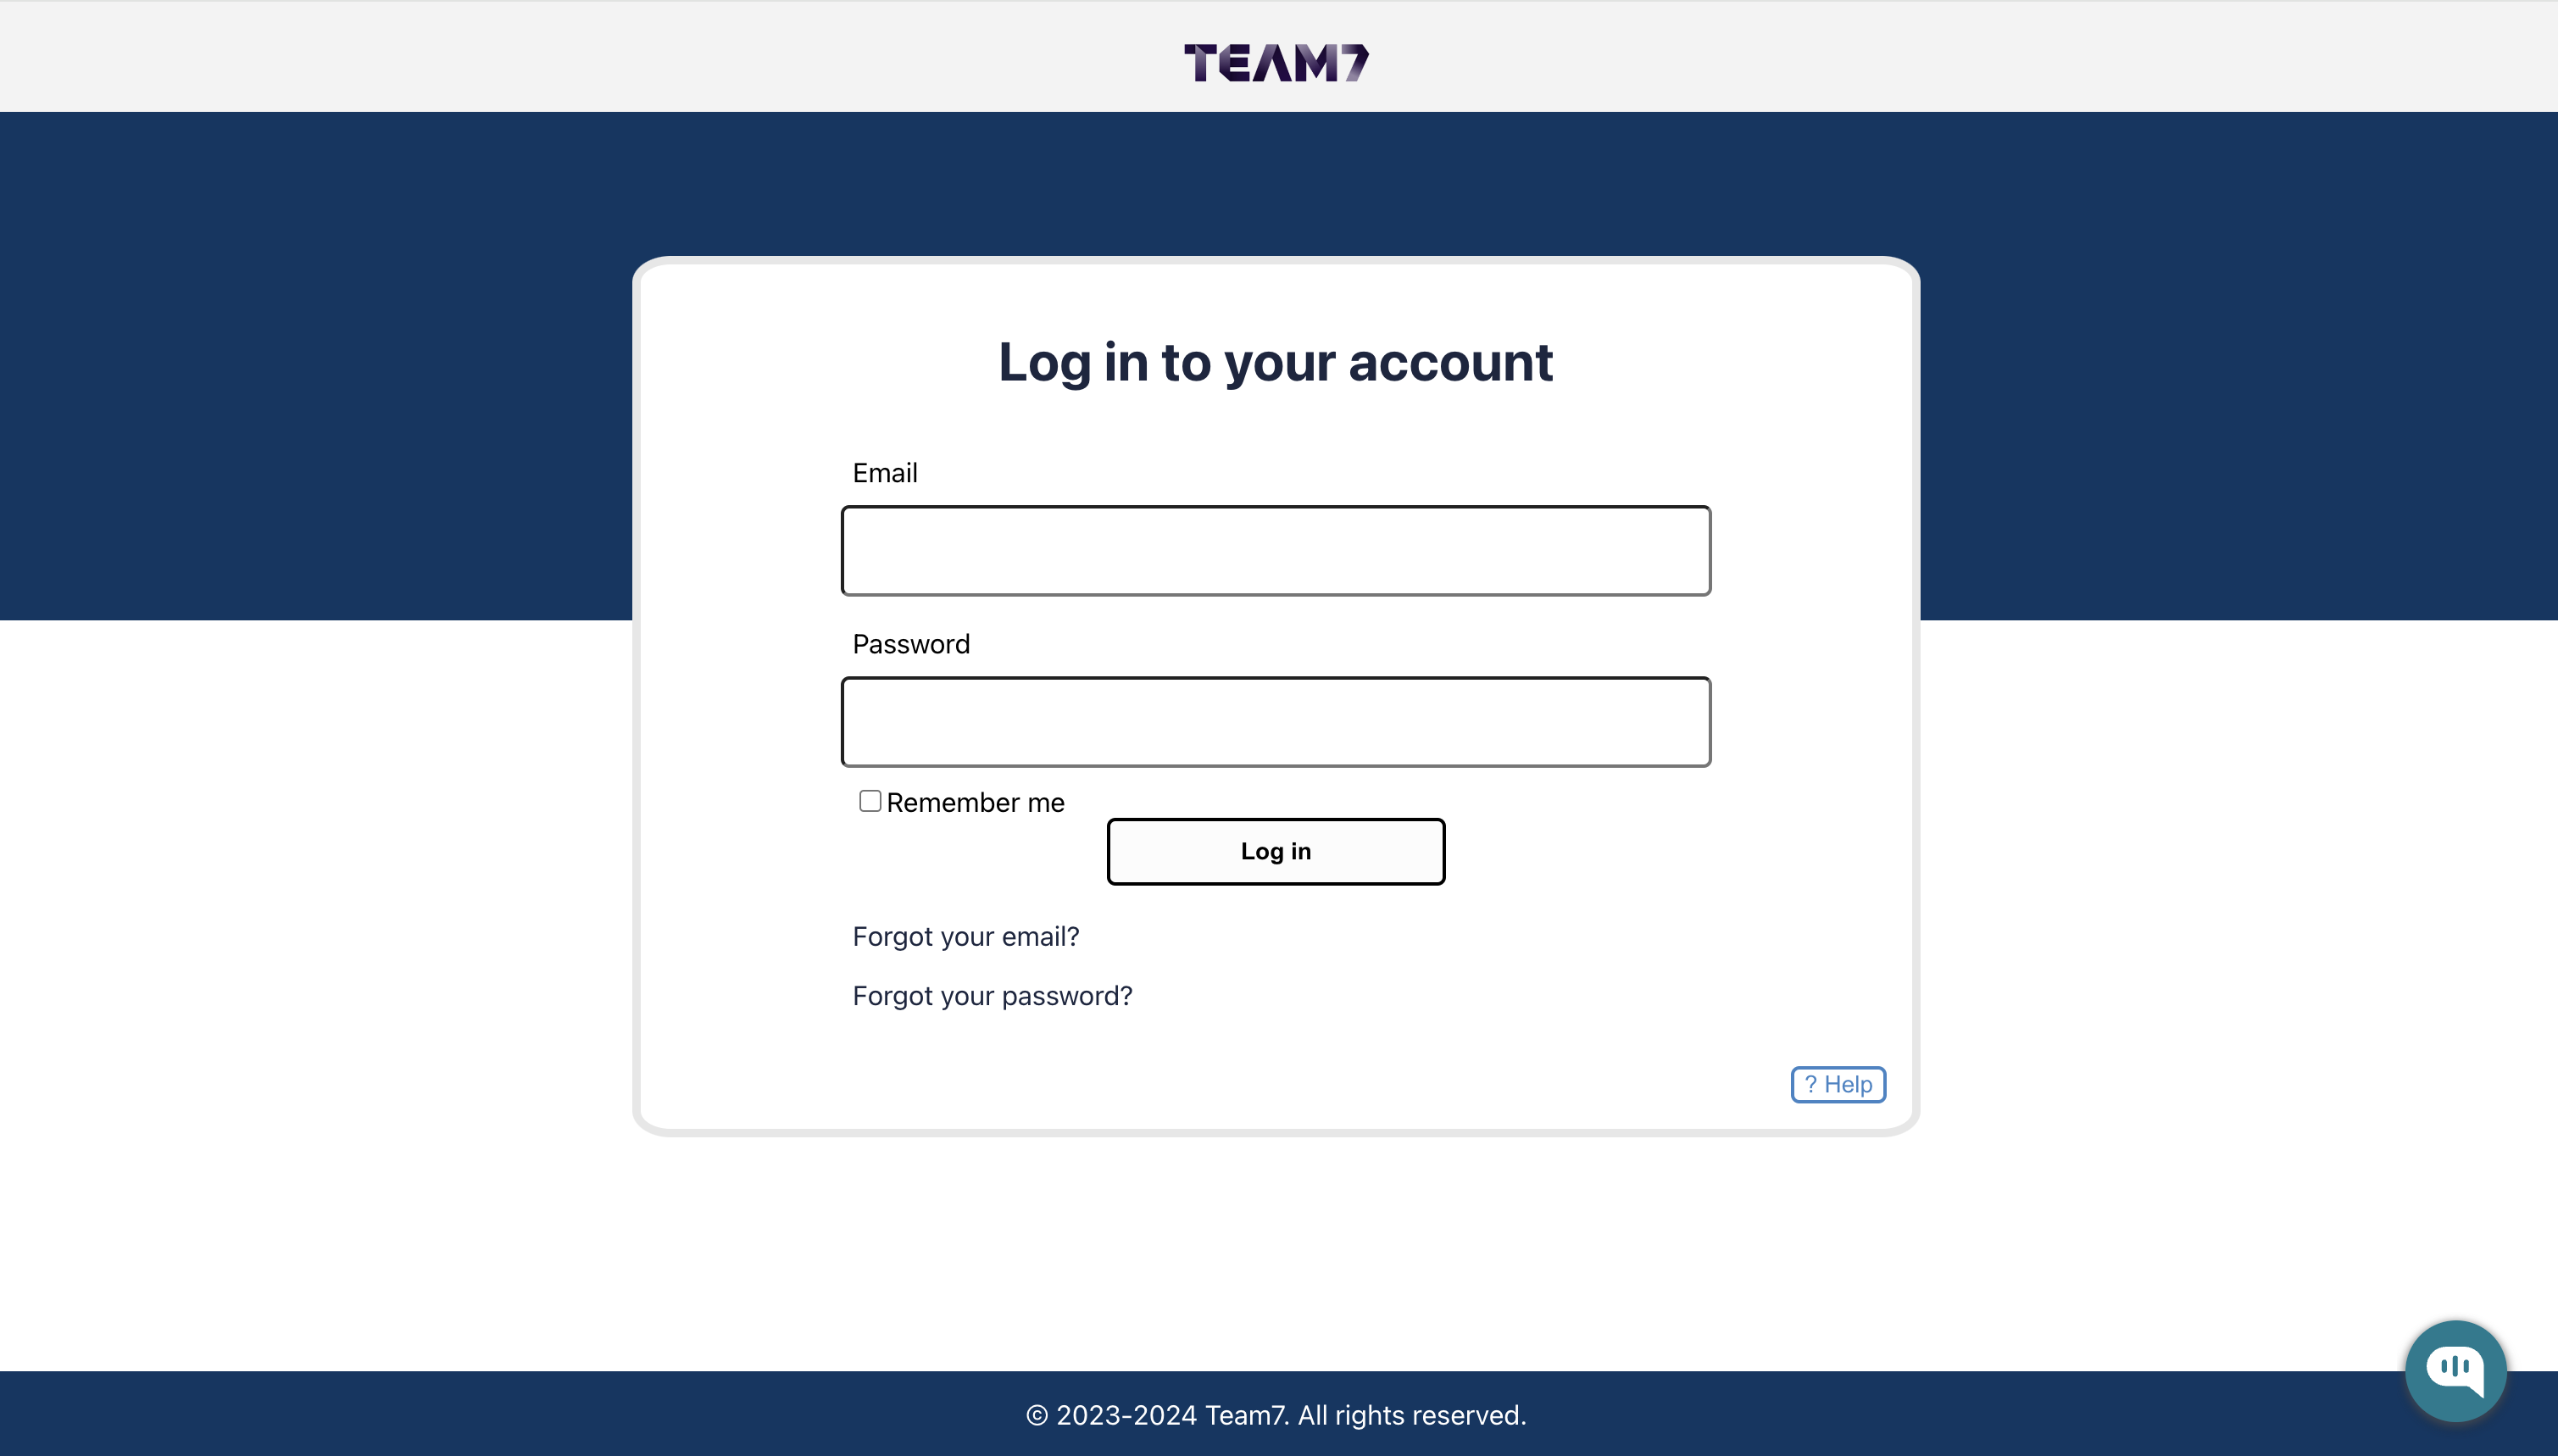 TEAM7
Log in to your account
Email
Password
Remember me
Log in
Forgot your email?
Forgot your password?
? Help
© 2023-2024 Team7. All rights reserved.